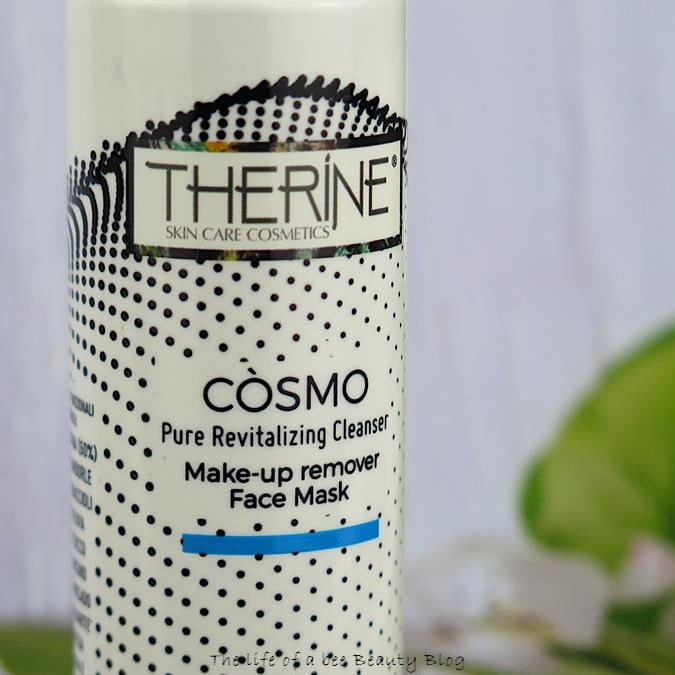 THERINE®
SKIN CARE COSMETICS
CÒSMO
Pure Revitalizing Cleanser
Make-up remover
Face Mask
(60%)
The life of a bee Beauty Blog